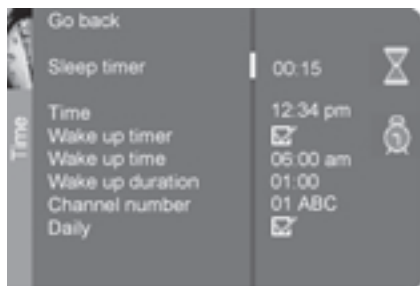 Go back
Sleep timer 00:15
Time 12:34 pm
Wake up timer
Wake up time 06:00 am
Wake up duration 01:00
Channel number 01 ABC
Daily
Time